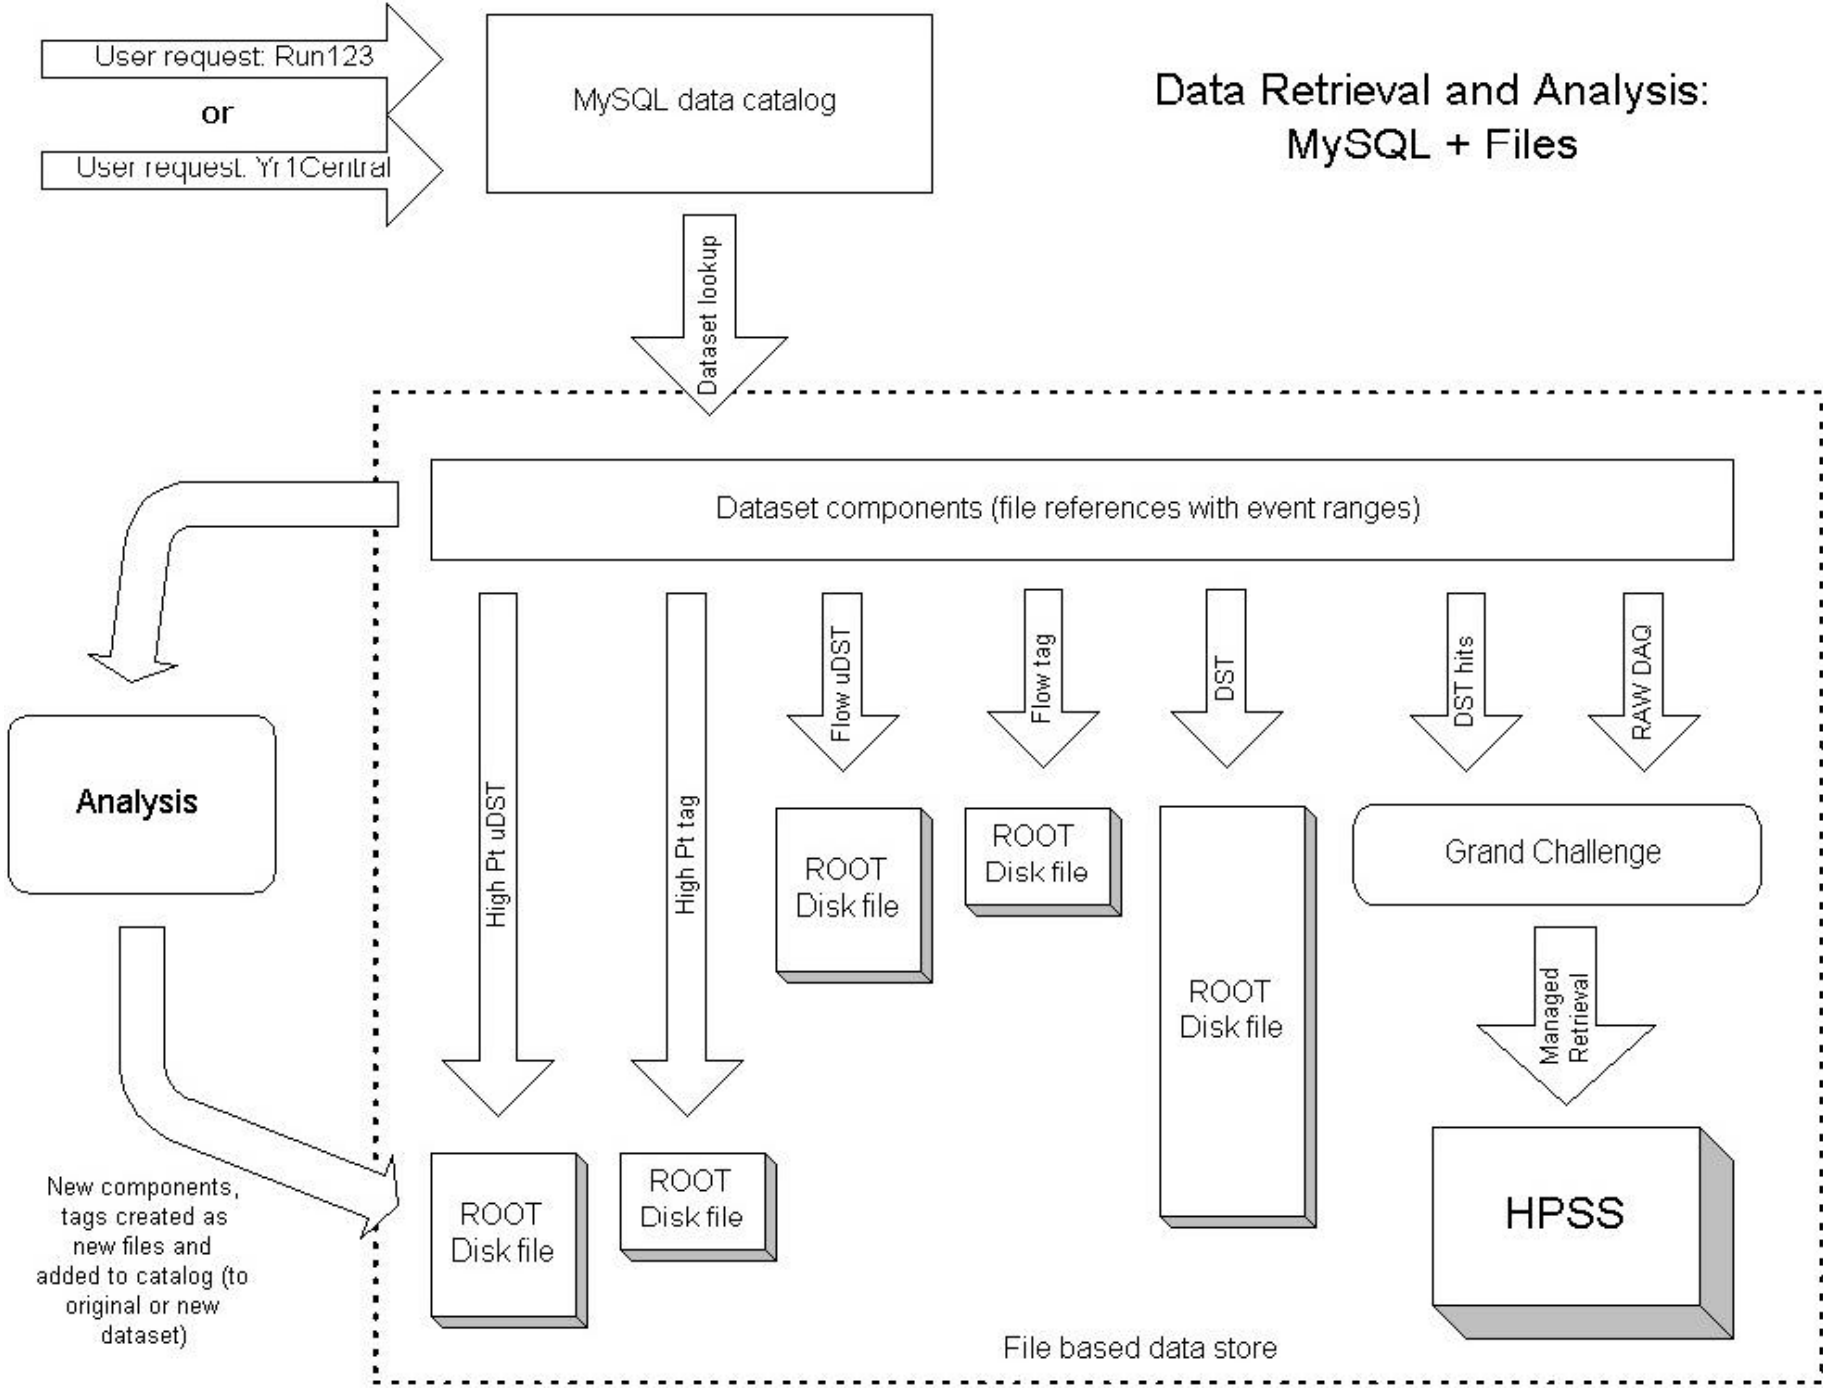 User request: Run123
or
User request: Yr1Central
MySQL data catalog
Data Retrieval and Analysis:
MySQL + Files
Dataset lookup
Dataset components (file references with event ranges)
High Pt uDST
High Pt tag
Flow uDST
Flow tag
DST
DST hits
RAW DAQ
Analysis
ROOT
Disk file
ROOT
Disk file
ROOT
Disk file
Grand Challenge
Managed
Retrieval
ROOT
Disk file
ROOT
Disk file
HPSS
New components,
tags created as
new files and
added to catalog (to
original or new
dataset)
File based data store